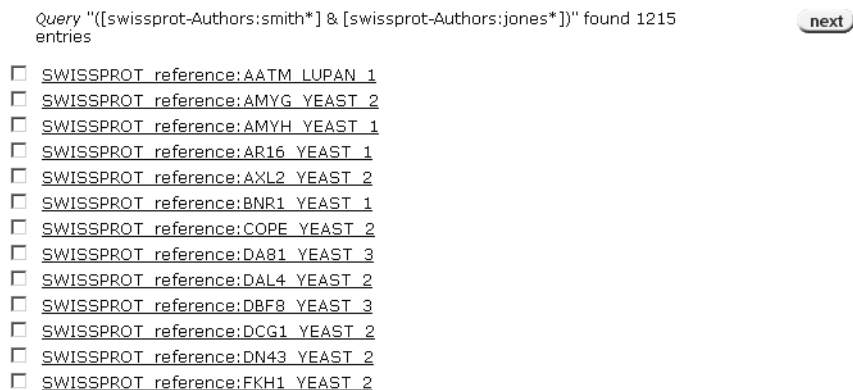 Query "([swissprot-Authors:smith*] & [swissprot-Authors:jones*])" found 1215
entries
next
SWISSPROT_reference:AATM_LUPAN_1
SWISSPROT_reference:AMYG_YEAST_2
SWISSPROT_reference:AMYH_YEAST_1
SWISSPROT_reference:AR16_YEAST_1
SWISSPROT_reference:AXL2_YEAST_2
SWISSPROT_reference:BNR1_YEAST_1
SWISSPROT_reference:COPE_YEAST_2
SWISSPROT_reference:DA81_YEAST_3
SWISSPROT_reference:DAL4_YEAST_2
SWISSPROT_reference:DBF8_YEAST_3
SWISSPROT_reference:DCG1_YEAST_2
SWISSPROT_reference:DN43_YEAST_2
SWISSPROT_reference:FKH1_YEAST_2